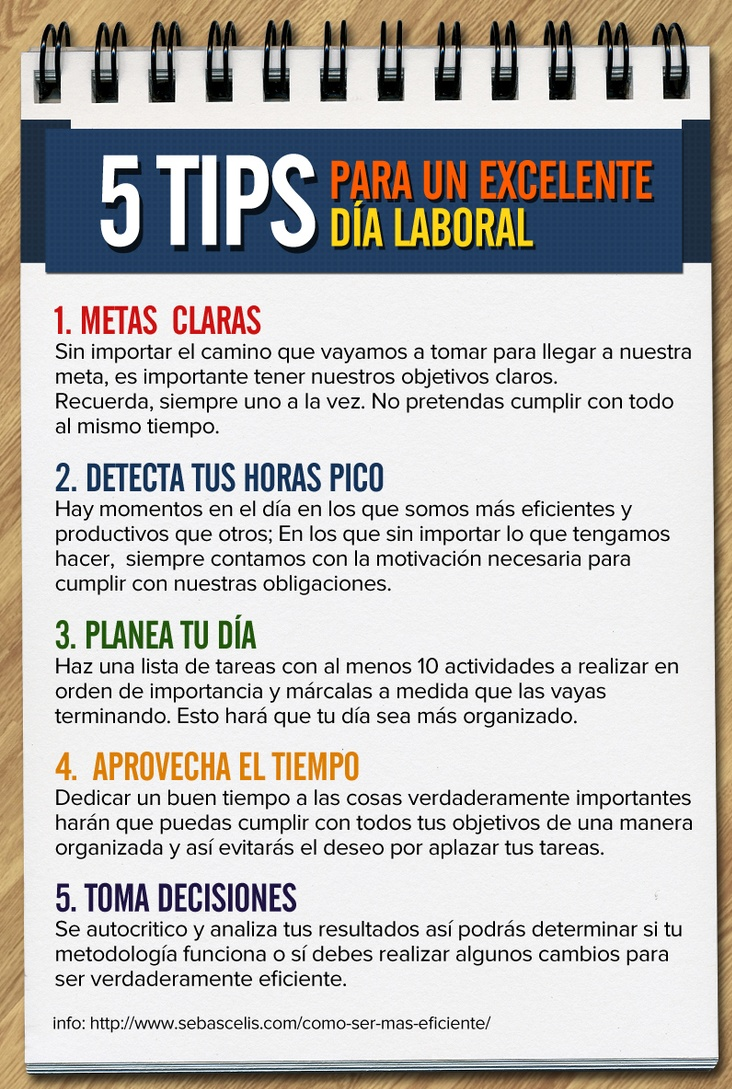 5 TIPS PARA UN EXCELENTE
DÍA LABORAL
1. METAS  CLARAS
Sin importar el camino que vayamos a tomar para llegar a nuestra
meta, es importante tener nuestros objetivos claros.
Recuerda, siempre uno a la vez. No pretendas cumplir con todo
al mismo tiempo.
2. DETECTA TUS HORAS PICO
Hay momentos en el día en los que somos más eficientes y
productivos que otros; En los que sin importar lo que tengamos
hacer,  siempre contamos con la motivación necesaria para
cumplir con nuestras obligaciones.
3. PLANEA TU DÍA
Haz una lista de tareas con al menos 10 actividades a realizar en
orden de importancia y márcalas a medida que las vayas
terminando. Esto hará que tu día sea más organizado.
4.  APROVECHA EL TIEMPO
Dedicar un buen tiempo a las cosas verdaderamente importantes
harán que puedas cumplir con todos tus objetivos de una manera
organizada y así evitarás el deseo por aplazar tus tareas.
5. TOMA DECISIONES
Se autocritico y analiza tus resultados así podrás determinar si tu
metodología funciona o sí debes realizar algunos cambios para
ser verdaderamente eficiente.
info: http://www.sebascelis.com/como-ser-mas-eficiente/